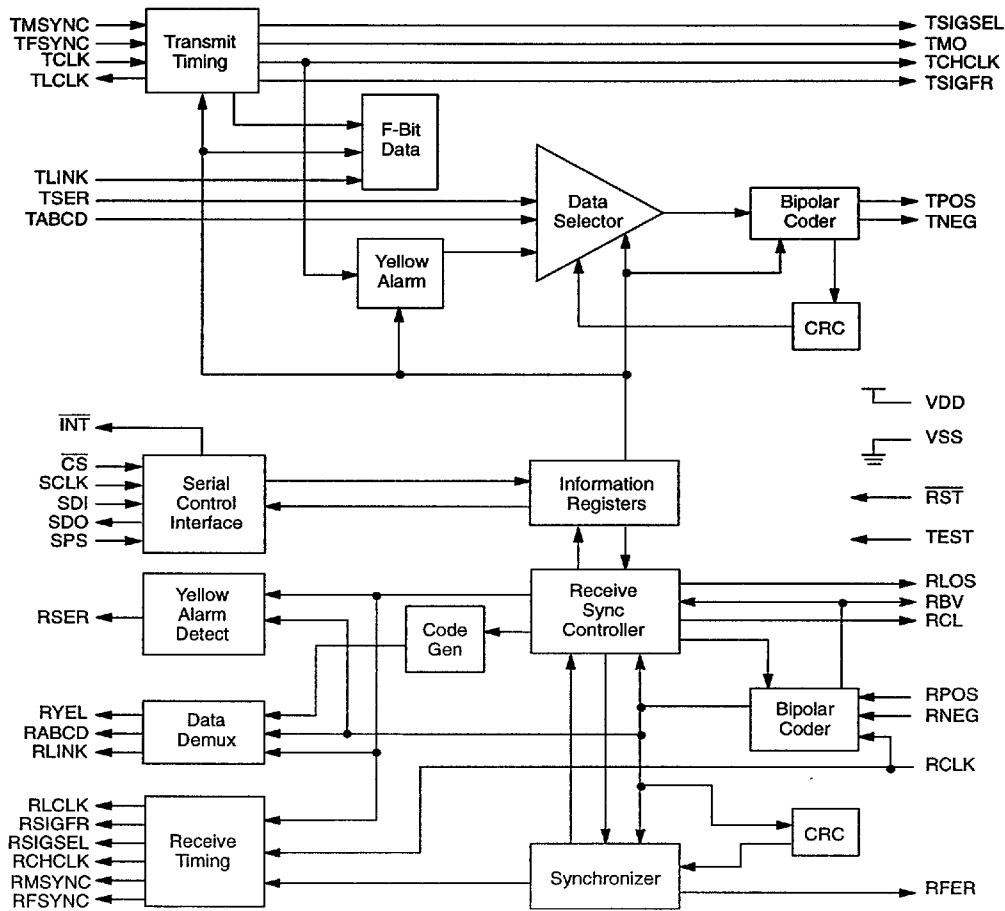 TMSYNC
TFSYNC
TCLK
TLCLK
Transmit
Timing
TSIGSEL
TMO
TCHCLK
TSIGFR
F-Bit
Data
TLINK
TSER
TABCD
Data
Selector
Bipolar
Coder
TPOS
TNEG
Yellow
Alarm
CRC
VDD
VSS
RST
TEST
INT
CS
SCLK
SDI
SDO
SPS
Serial
Control
Interface
Information
Registers
RSER
Yellow
Alarm
Detect
Code
Gen
Receive
Sync
Controller
RLOS
RBV
RCL
RYEL
RABCD
RLINK
Data
Demux
Bipolar
Coder
RPOS
RNEG
RCLK
RLCLK
RSIGFR
RSIGSEL
RCHCLK
RMSYNC
RFSYNC
Receive
Timing
Synchronizer
CRC
RFER